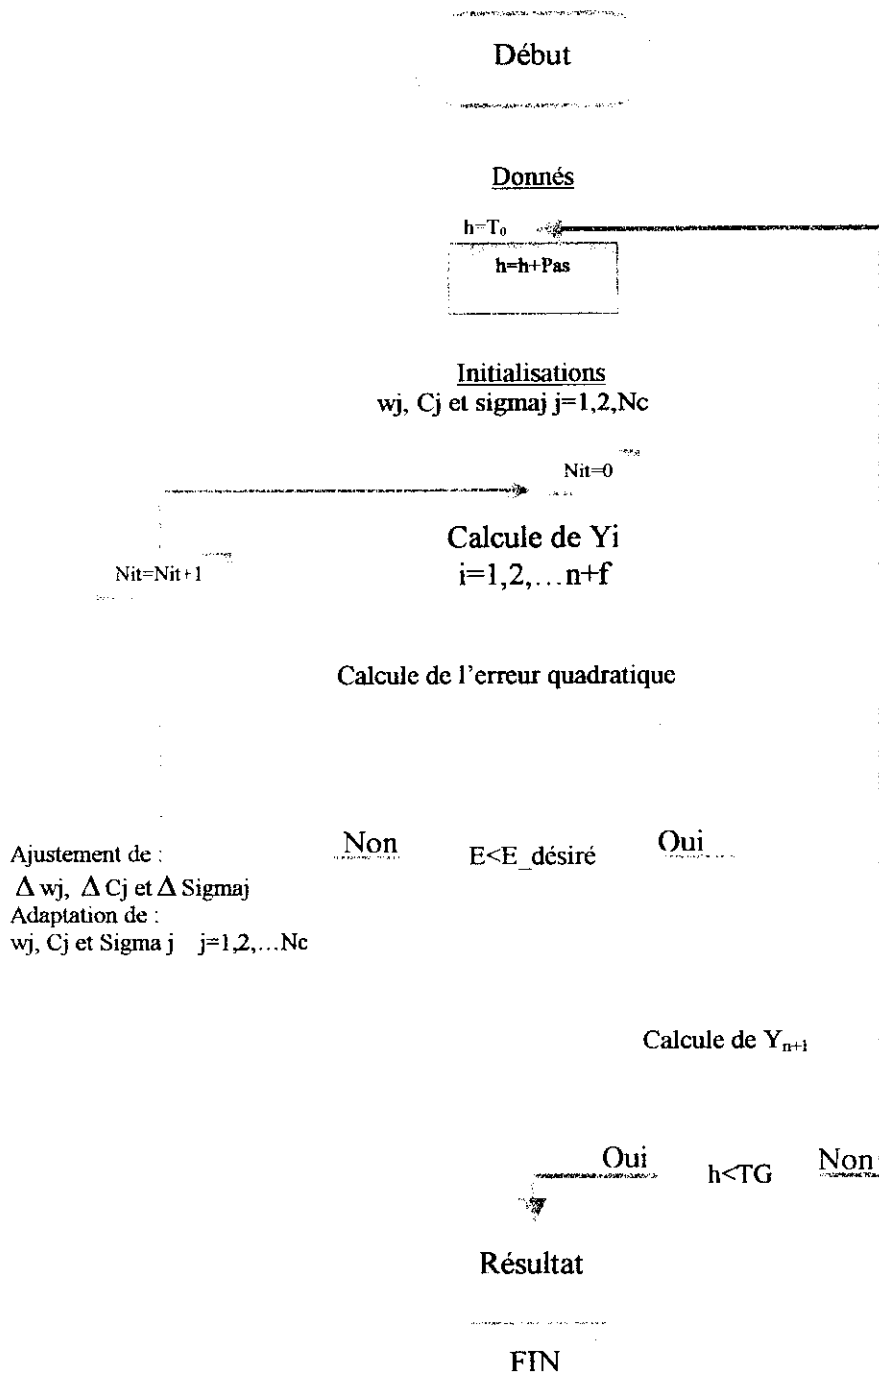 Début
Donnés
h=T₀
h=h+Pas
Initialisations
wj, Cj et sigmaj j=1,2,Nc
Nit=0
Calcule de Yi
i=1,2,…n+f
Nit=Nit+1
Calcule de l’erreur quadratique
Non
E<E_désiré
Oui
Ajustement de :
Δ wj, Δ Cj et Δ Sigmaj
Adaptation de :
wj, Cj et Sigma j j=1,2,…Nc
Calcule de Yₙ₊₁
Oui
h<TG
Non
Résultat
FIN